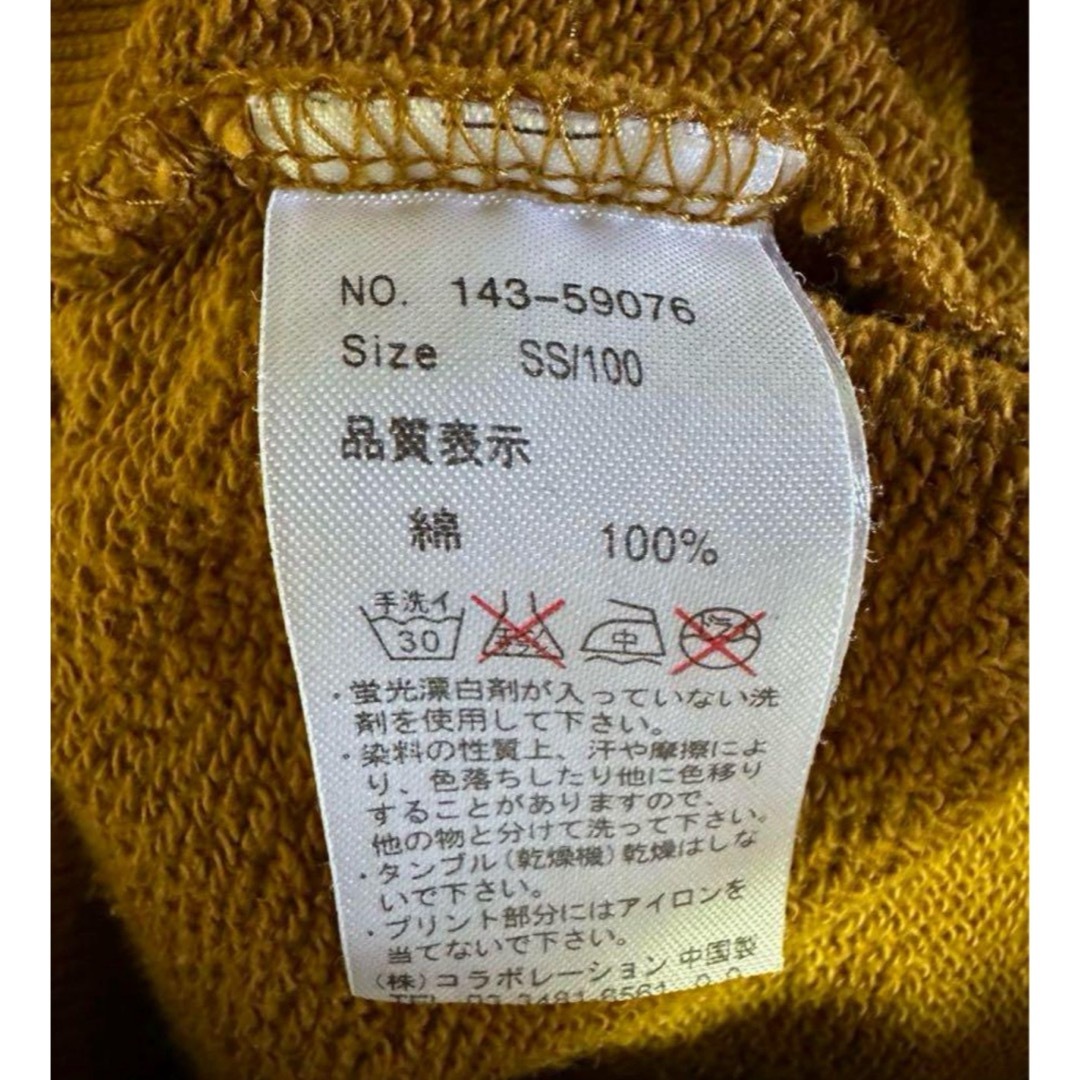 NO. 143-59076
Size SS/100
品質表示
綿 100%
手洗イ
30
中
ドライ
・蛍光漂白剤が入っていない洗
剤を使用して下さい。
・染料の性質上、汗や摩擦によ
り、色落ちしたり他に色移り
することがありますので、
他の物と分けて洗って下さい。
・タンブル(乾燥機)乾燥はしな
いで下さい。
・プリント部分にはアイロンを
当てないで下さい。
(株)コラボレーション 中国製
TEL 03-3481-6561